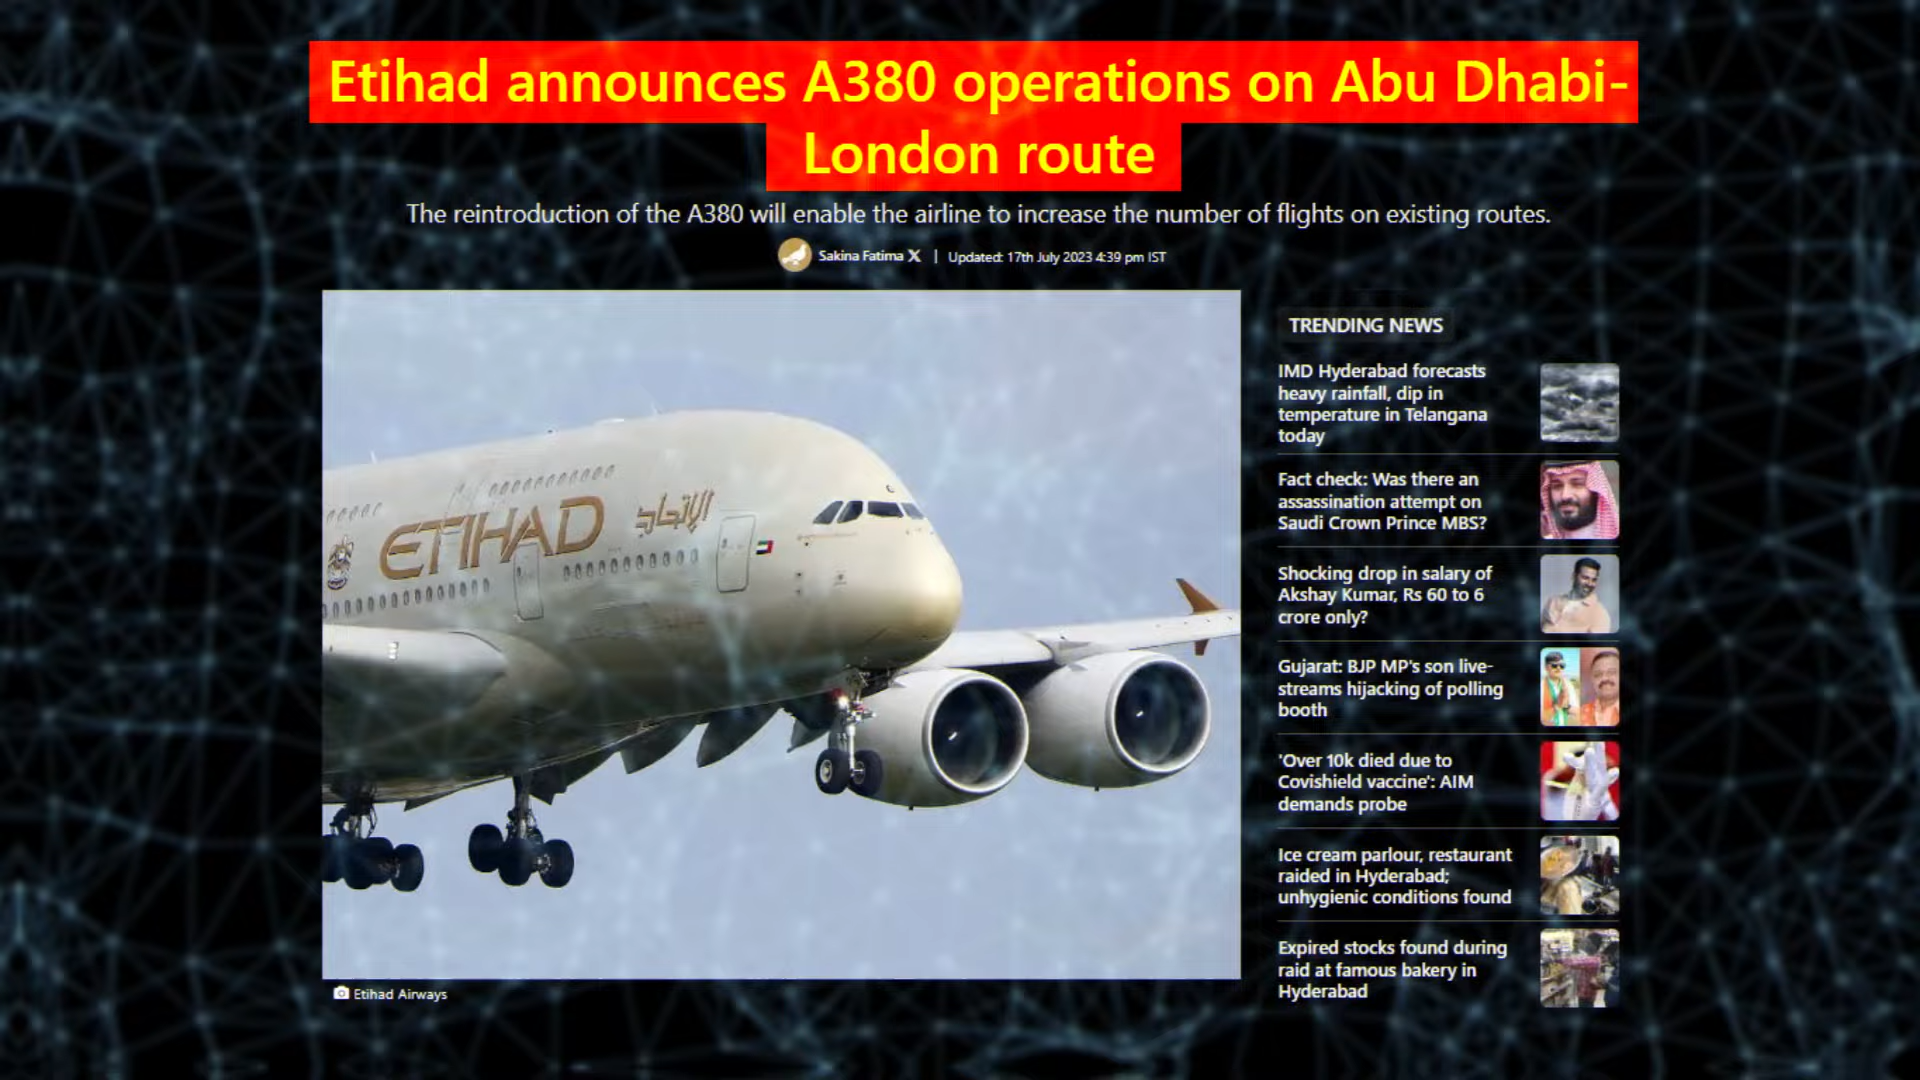 Etihad announces A380 operations on Abu Dhabi-
London route
The reintroduction of the A380 will enable the airline to increase the number of flights on existing routes.
Sakina Fatima X | Updated: 17th July 2023 4:39 pm IST
ETIHAD الإتحاد
Etihad Airways
TRENDING NEWS
IMD Hyderabad forecasts
heavy rainfall, dip in
temperature in Telangana
today
Fact check: Was there an
assassination attempt on
Saudi Crown Prince MBS?
Shocking drop in salary of
Akshay Kumar, Rs 60 to 6
crore only?
Gujarat: BJP MP's son live-
streams hijacking of polling
booth
'Over 10k died due to
Covishield vaccine': AIM
demands probe
Ice cream parlour, restaurant
raided in Hyderabad;
unhygienic conditions found
Expired stocks found during
raid at famous bakery in
Hyderabad